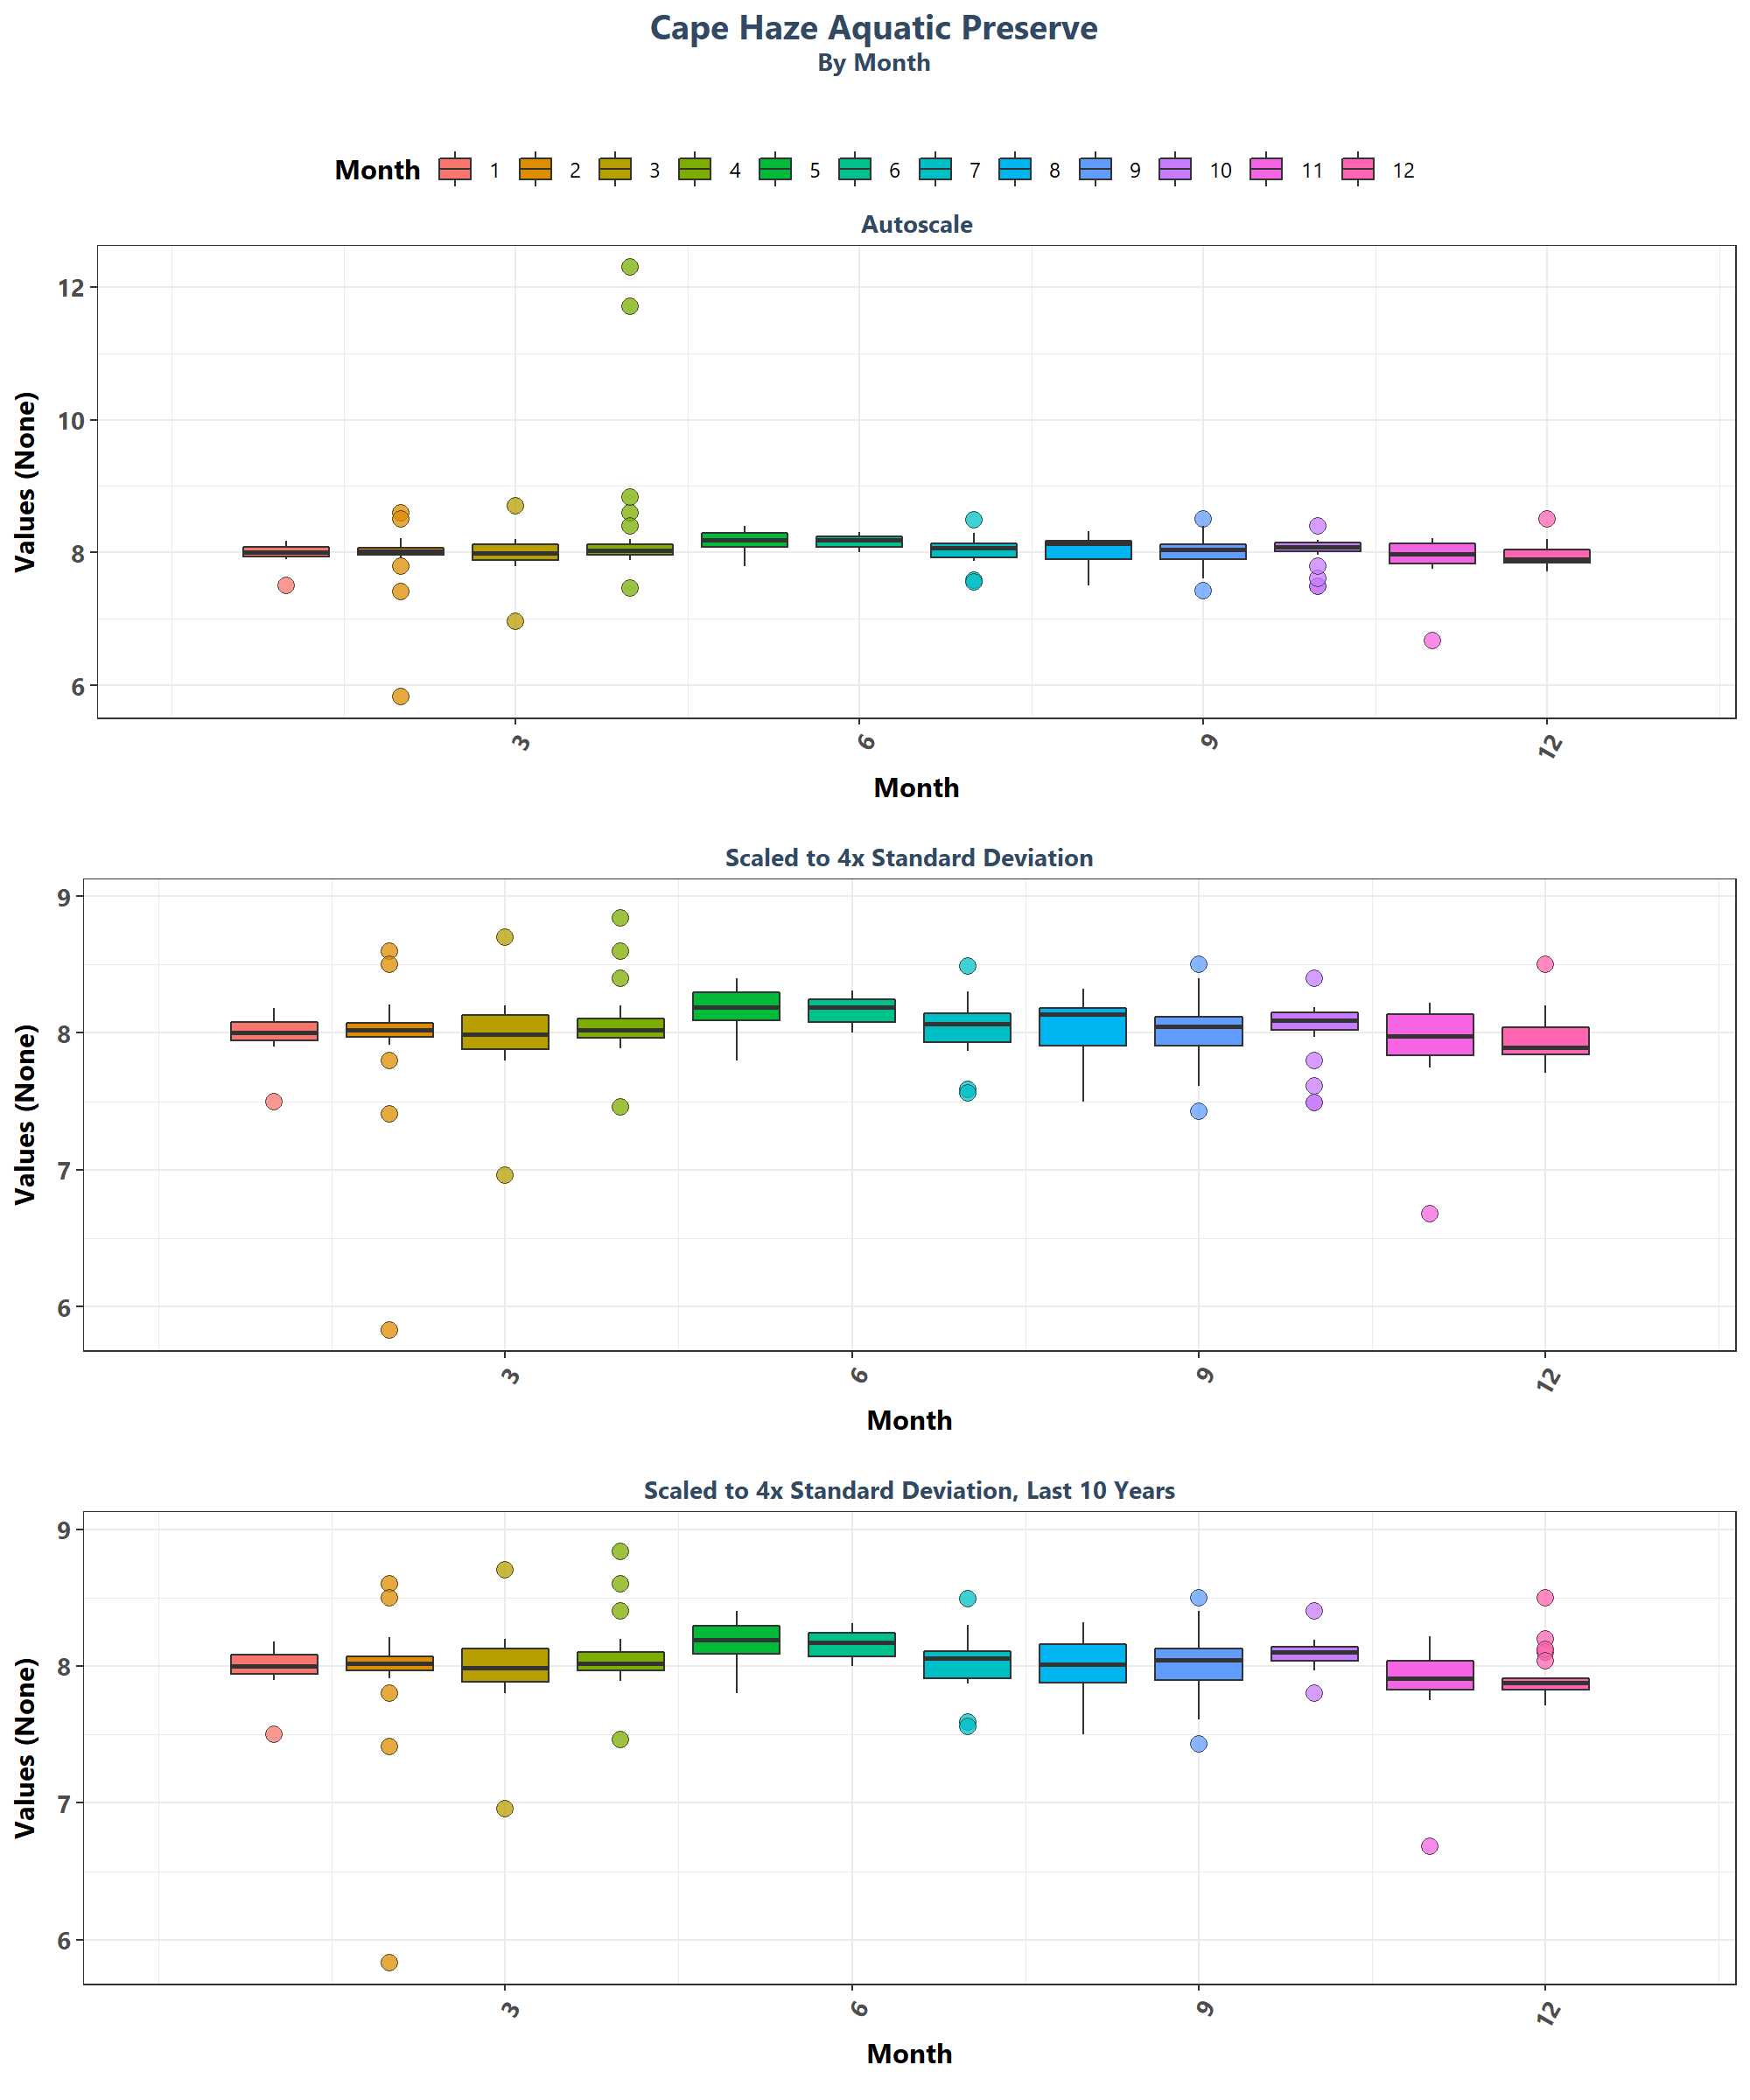 Cape Haze Aquatic Preserve
By Month
Month 1 2 3 4 5 6 7 8 9 10 11 12
Autoscale
Values (None)
12
10
8
6
3 6 9 12
Month
Scaled to 4x Standard Deviation
Values (None)
9
8
7
6
3 6 9 12
Month
Scaled to 4x Standard Deviation, Last 10 Years
Values (None)
9
8
7
6
3 6 9 12
Month